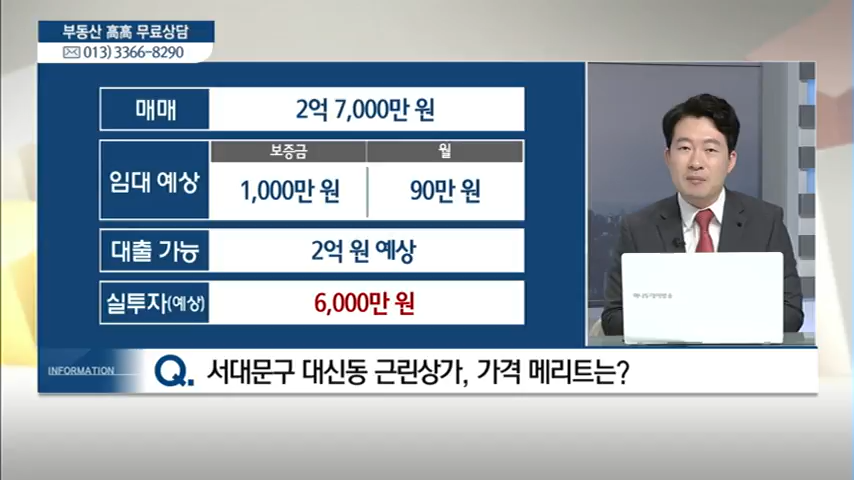 부동산 高高 무료상담
013) 3366-8290
매매
2억 7,000만 원
임대 예상
보증금
월
1,000만 원
90만 원
대출 가능
2억 원 예상
실투자(예상)
6,000만 원
INFORMATION
Q. 서대문구 대신동 근린상가, 가격 메리트는?